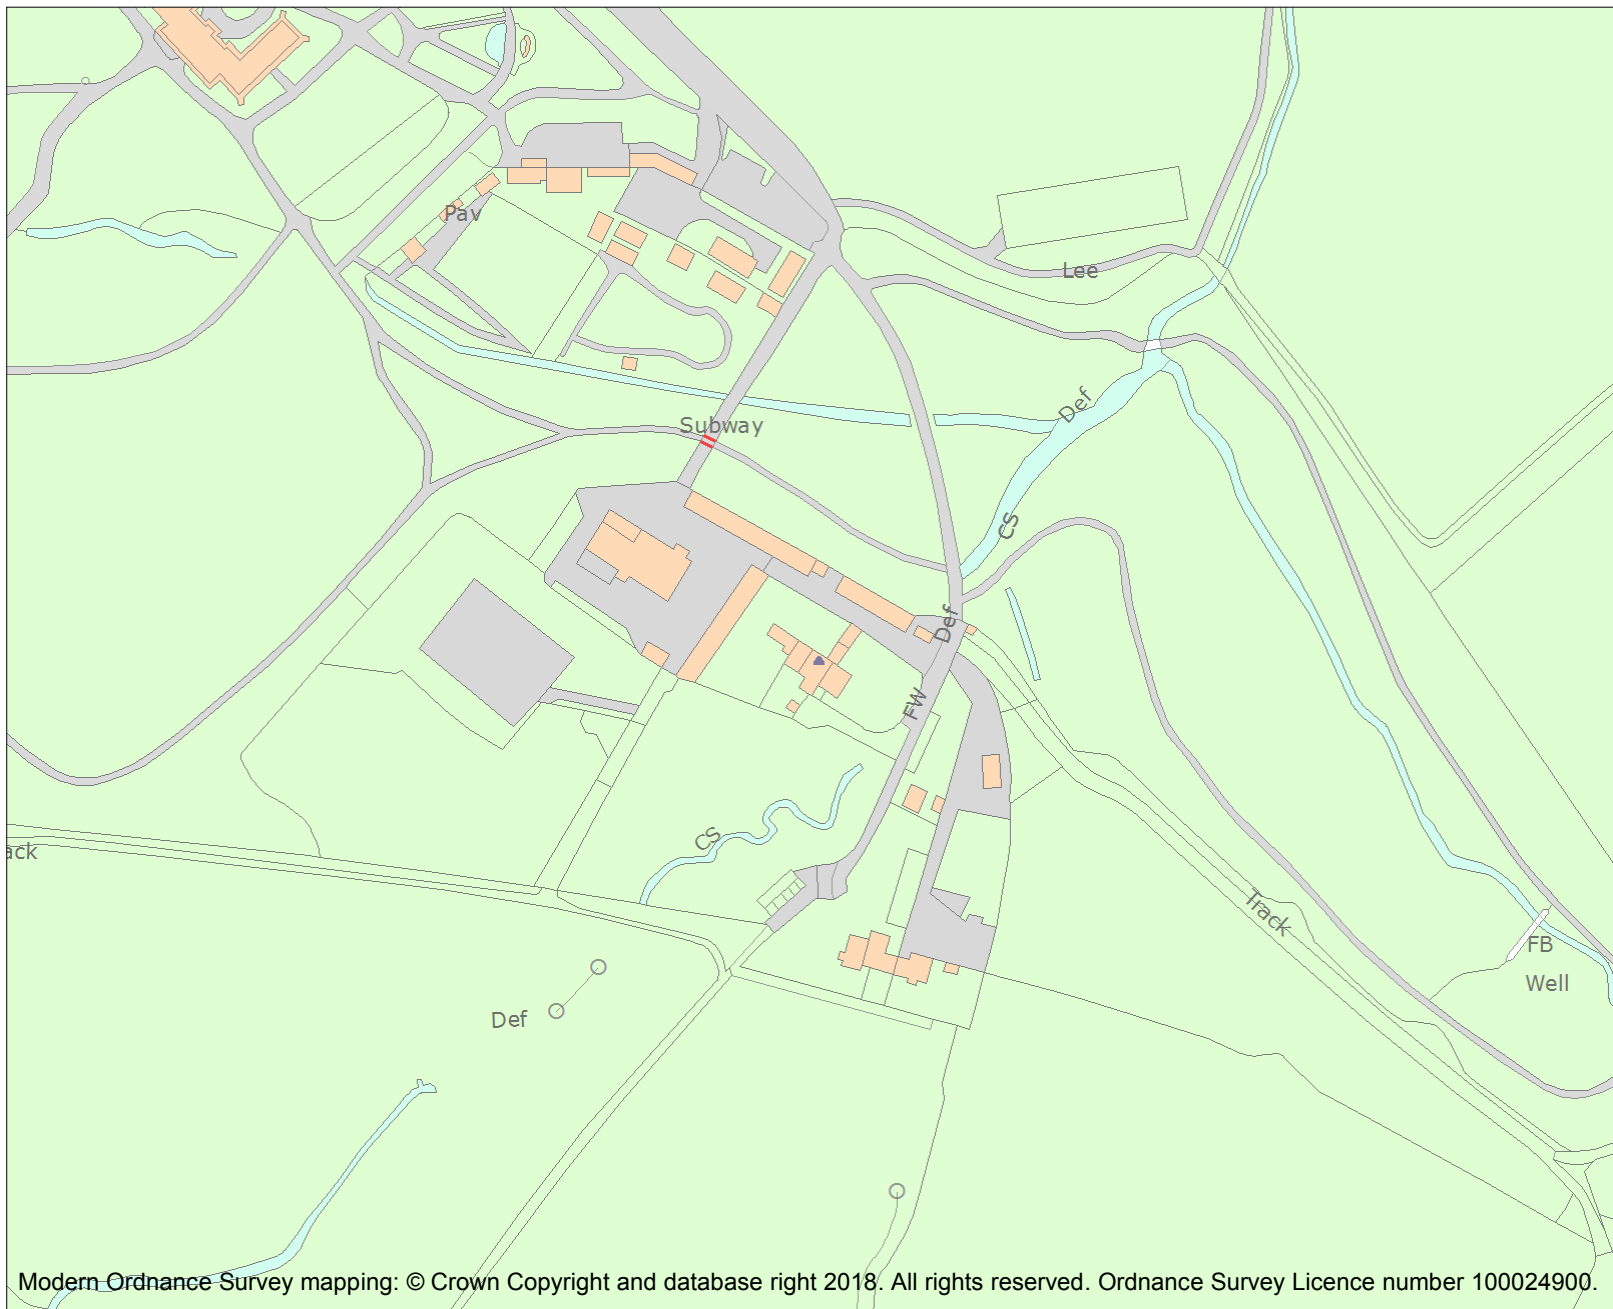 Pav
Lee
Def
Subway
CS
Def
FW
CS
ack
Track
FB
Well
Def
Modern Ordnance Survey mapping: © Crown Copyright and database right 2018. All rights reserved. Ordnance Survey Licence number 100024900.